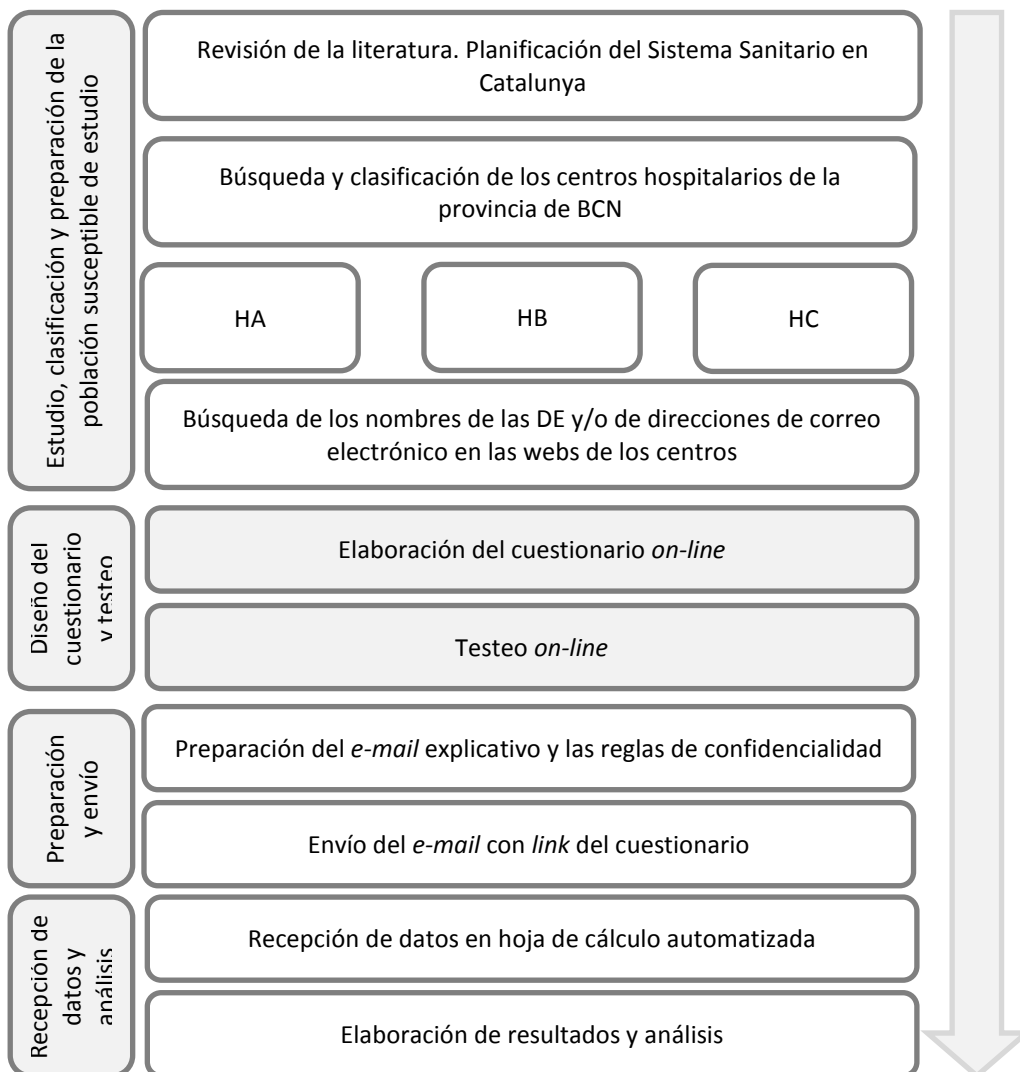 Estudio, clasificación y preparación de la
población susceptible de estudio
Revisión de la literatura. Planificación del Sistema Sanitario en
Catalunya
Búsqueda y clasificación de los centros hospitalarios de la
provincia de BCN
HA
HB
HC
Búsqueda de los nombres de las DE y/o de direcciones de correo
electrónico en las webs de los centros
Diseño del
cuestionario
y testeo
Elaboración del cuestionario on-line
Testeo on-line
Preparación
y envío
Preparación del e-mail explicativo y las reglas de confidencialidad
Envío del e-mail con link del cuestionario
Recepción de
datos y
análisis
Recepción de datos en hoja de cálculo automatizada
Elaboración de resultados y análisis